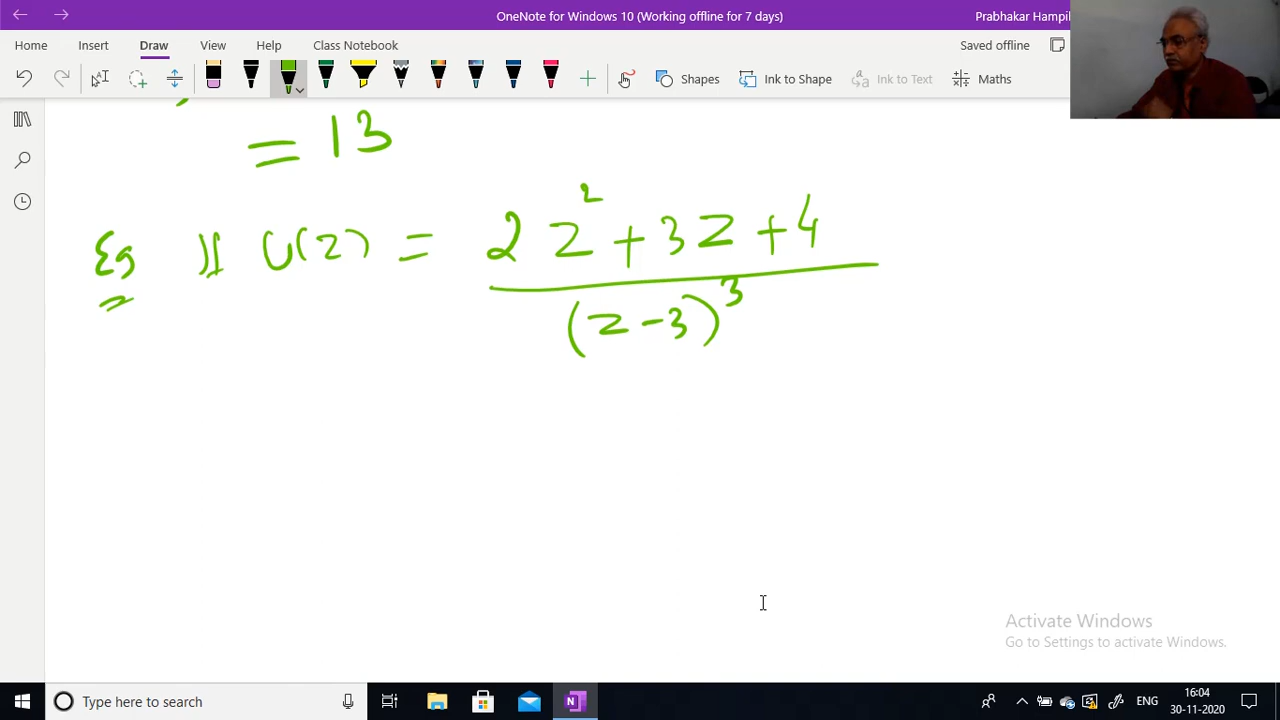 OneNote for Windows 10 (Working offline for 7 days)
Prabhakar Hampil
Home Insert Draw View Help Class Notebook Saved offline
Shapes Ink to Shape Ink to Text Maths
= 13
Eg If U(z) = 2z²+3z+4
(z-3)³
Activate Windows
Go to Settings to activate Windows.
Type here to search
ENG
16:04
30-11-2020